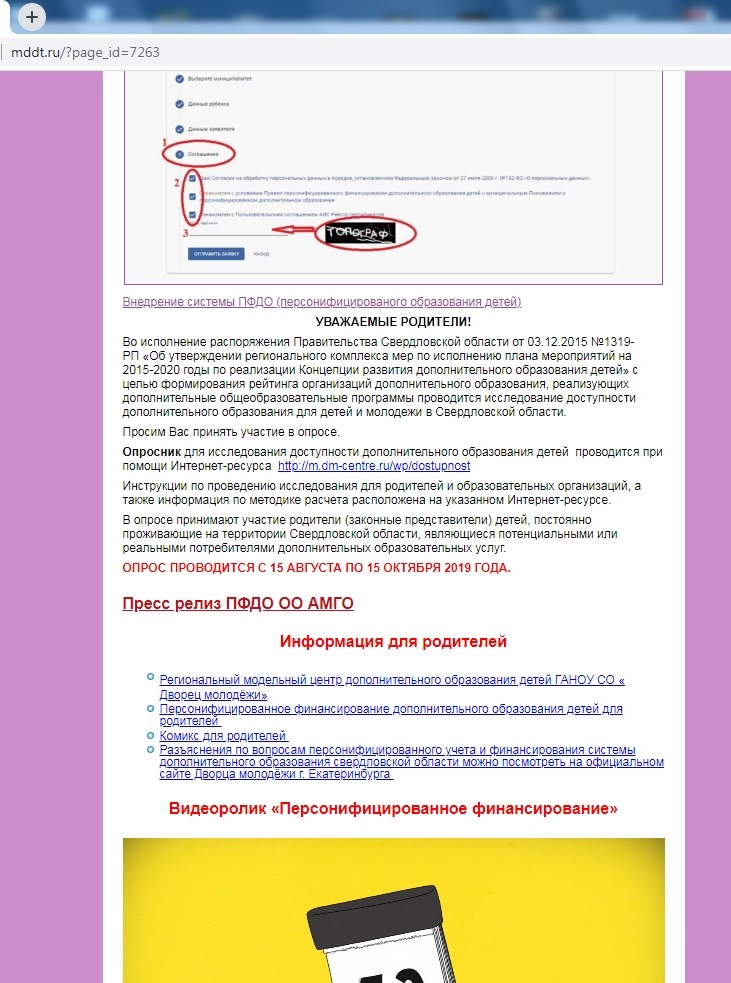 mddt.ru/?page_id=7263
Выберите муниципалитет
Данные ребенка
Данные заявителя
1
Соглашение
2
Даю Согласие на обработку персональных данных в порядке, установленном Федеральным законом от 27 июля 2006 г. №152-ФЗ «О персональных данных».
Ознакомлен с условиями Правил персонифицированного финансирования дополнительного образования детей и муниципальным Положением о
персонифицированном дополнительном образовании
Ознакомлен с Пользовательским соглашением АИС Реестр сертификатов
3
ТОПОГРАФ
ОТПРАВИТЬ ЗАЯВКУ НАЗАД
Внедрение системы ПФДО (персонифицированого образования детей)
УВАЖАЕМЫЕ РОДИТЕЛИ!
Во исполнение распоряжения Правительства Свердловской области от 03.12.2015 №1319-
РП «Об утверждении регионального комплекса мер по исполнению плана мероприятий на
2015-2020 годы по реализации Концепции развития дополнительного образования детей» с
целью формирования рейтинга организаций дополнительного образования, реализующих
дополнительные общеобразовательные программы проводится исследование доступности
дополнительного образования для детей и молодежи в Свердловской области.
Просим Вас принять участие в опросе.
Опросник для исследования доступности дополнительного образования детей проводится при
помощи Интернет-ресурса http://m.dm-centre.ru/wp/dostupnost
Инструкции по проведению исследования для родителей и образовательных организаций, а
также информация по методике расчета расположена на указанном Интернет-ресурсе.
В опросе принимают участие родители (законные представители) детей, постоянно
проживающие на территории Свердловской области, являющиеся потенциальными или
реальными потребителями дополнительных образовательных услуг.
ОПРОС ПРОВОДИТСЯ С 15 АВГУСТА ПО 15 ОКТЯБРЯ 2019 ГОДА.
Пресс релиз ПФДО ОО АМГО
Информация для родителей
Региональный модельный центр дополнительного образования детей ГАНОУ СО «
Дворец молодёжи»
Персонифицированное финансирование дополнительного образования детей для
родителей
Комикс для родителей
Разъяснения по вопросам персонифицированного учета и финансирования системы
дополнительного образования свердловской области можно посмотреть на официальном
сайте Дворца молодёжи г. Екатеринбурга
Видеоролик «Персонифицированное финансирование»